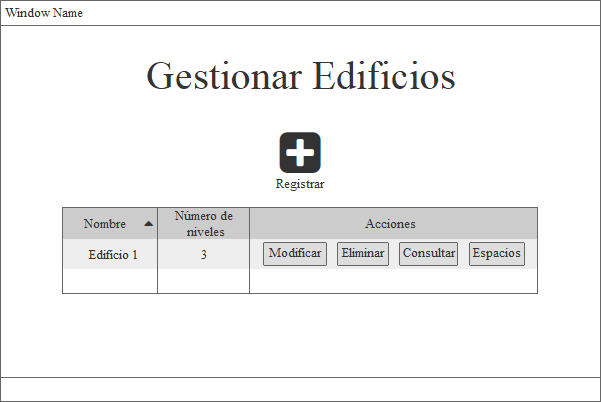 Window Name
Gestionar Edificios
Registrar
Nombre
Número de
niveles
Acciones
Edificio 1
3
Modificar
Eliminar
Consultar
Espacios